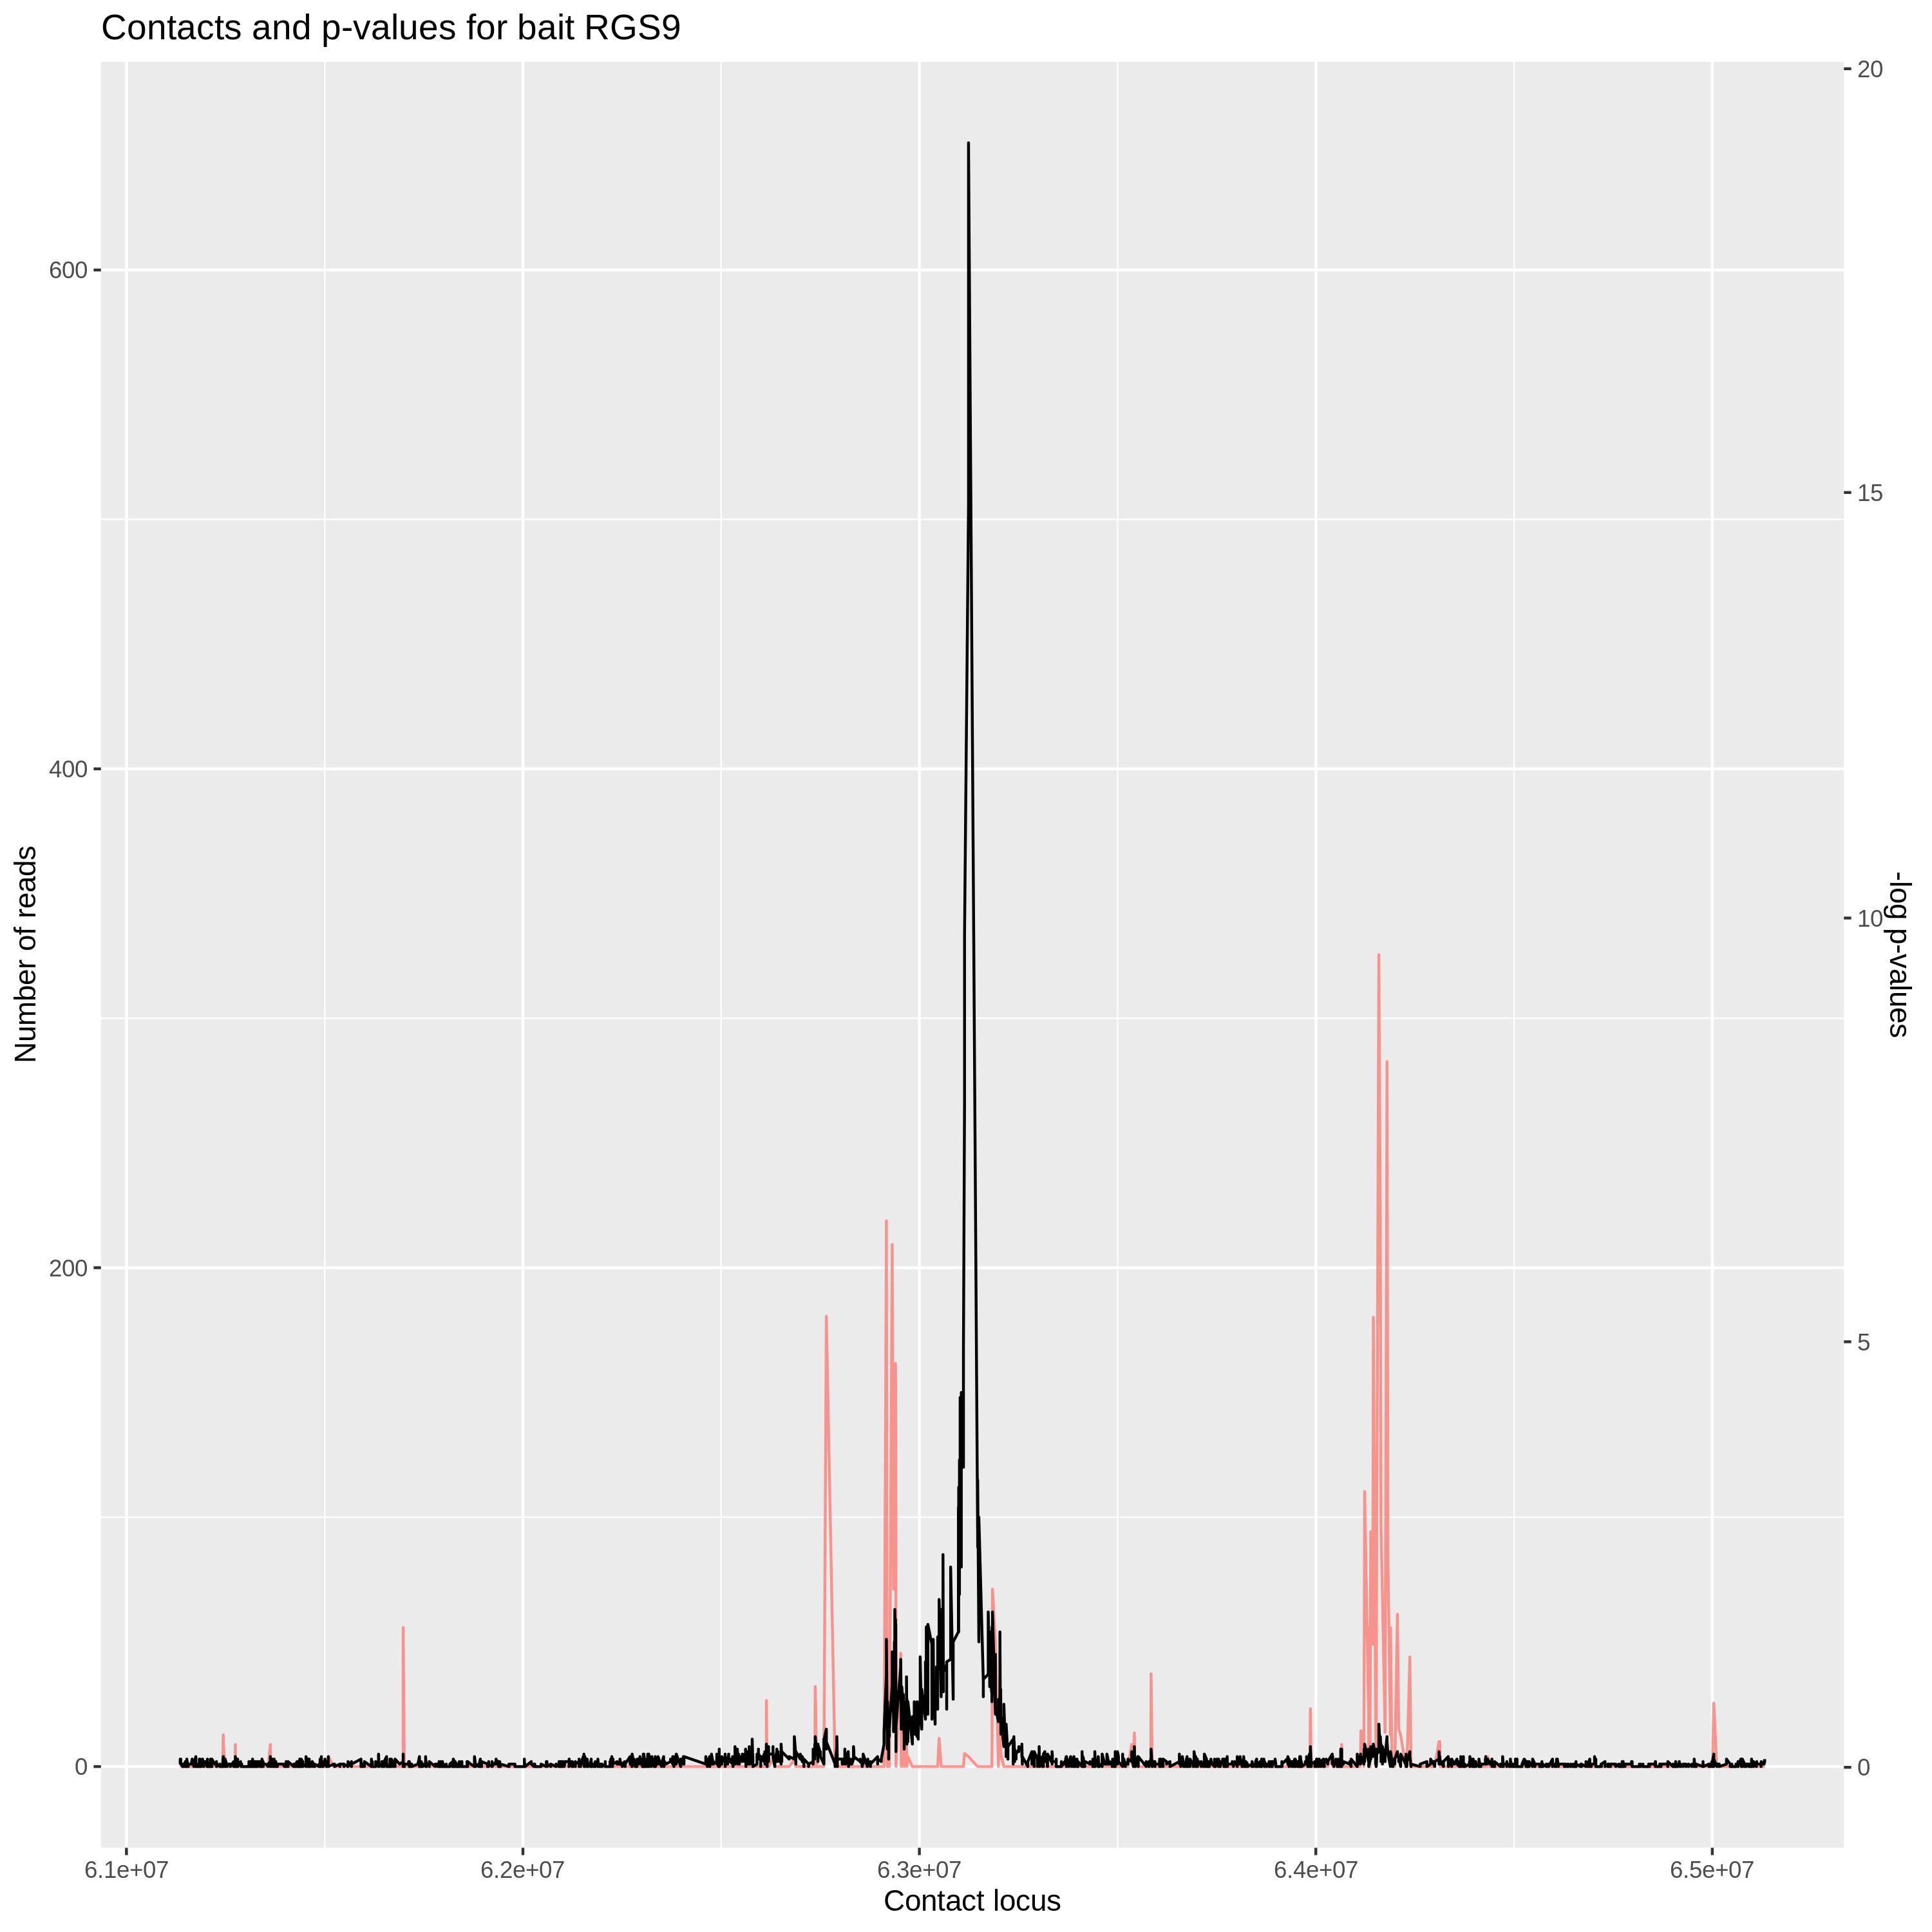 Contacts and p-values for bait RGS9
600
400
200
0
Number of reads
20
15
10
5
0
-log p-values
6.1e+07
6.2e+07
6.3e+07
6.4e+07
6.5e+07
Contact locus